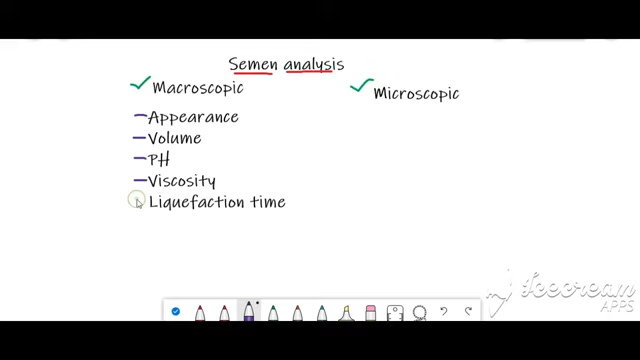 Semen analysis
Macroscopic
Microscopic
Appearance
Volume
PH
Viscosity
Liquefaction time
Icecream
APPS